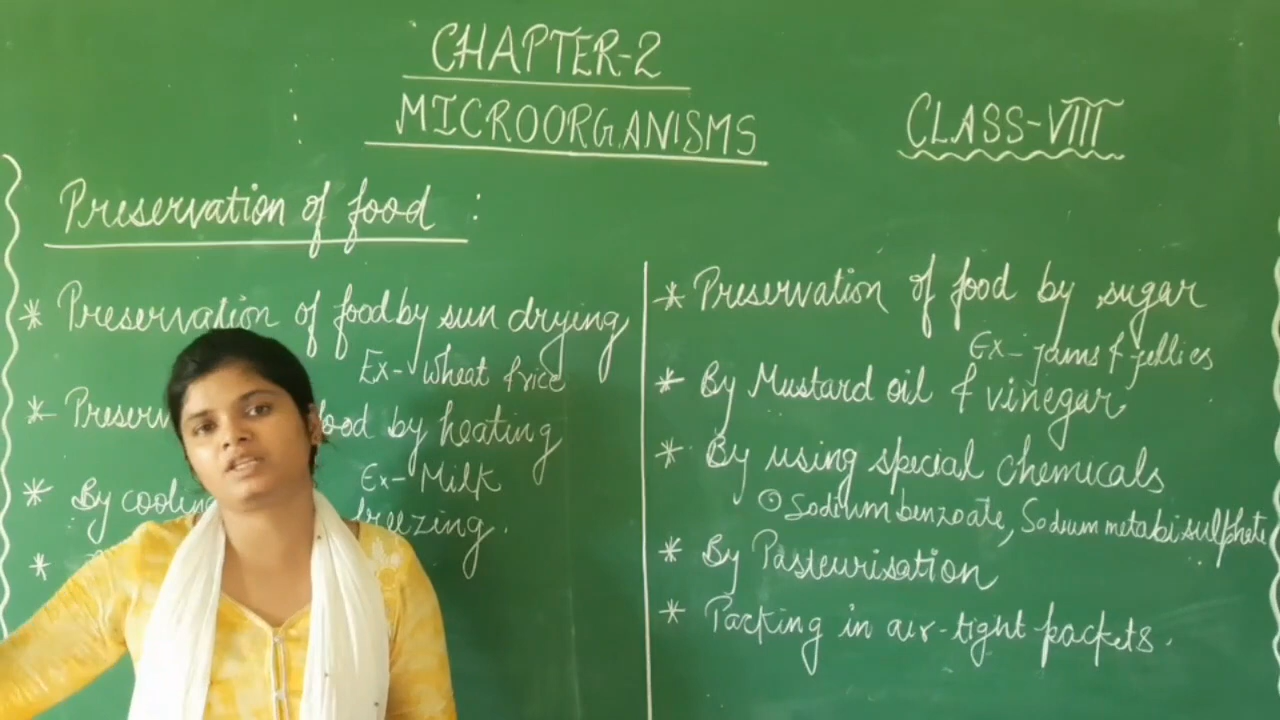 CHAPTER-2
MICROORGANISMS
CLASS-VIII
Preservation of food :
* Preservation of food by sun drying
Ex- Wheat & rice
* Preserv food by heating
Ex- Milk
* By cooling freezing.
*
* Preservation of food by sugar
Ex- jams & jellies
* By Mustard oil & vinegar
* By using special chemicals
⊙ Sodium benzoate, Sodium metabisulphite
* By Pasteurisation
* Packing in air-tight packets.